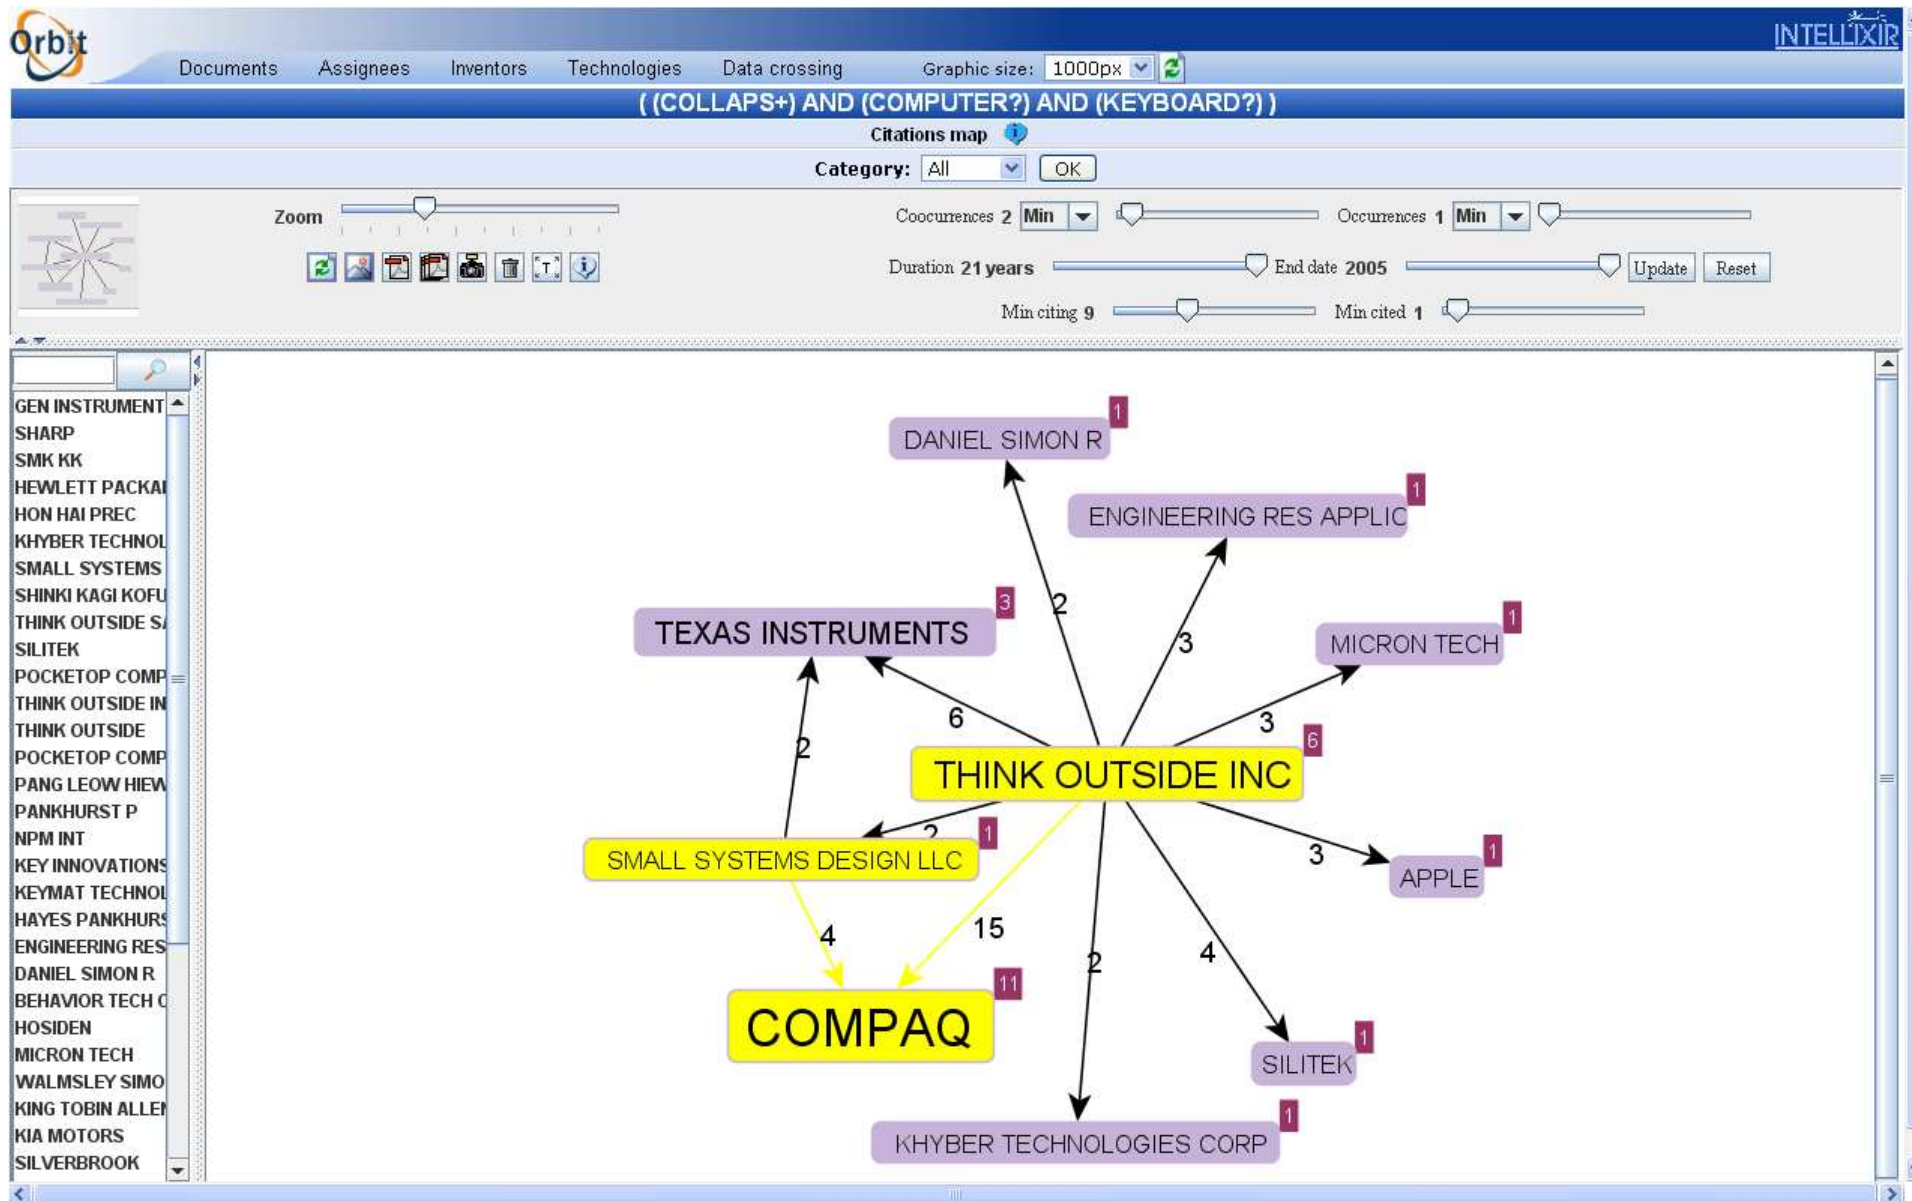 Orbit
INTELLIXIR
Documents Assignees Inventors Technologies Data crossing Graphic size: 1000px
( (COLLAPS+) AND (COMPUTER?) AND (KEYBOARD?) )
Citations map
Category: All OK
Zoom
Coocurrences 2 Min Occurrences 1 Min
Duration 21 years End date 2005 Update Reset
Min citing 9 Min cited 1
GEN INSTRUMENT
SHARP
SMK KK
HEWLETT PACKAI
HON HAI PREC
KHYBER TECHNOL
SMALL SYSTEMS
SHINKI KAGI KOFU
THINK OUTSIDE S
SILITEK
POCKETOP COMP
THINK OUTSIDE IN
THINK OUTSIDE
POCKETOP COMP
PANG LEOW HIEW
PANKHURST P
NPM INT
KEY INNOVATIONS
KEYMAT TECHNOL
HAYES PANKHURS
ENGINEERING RES
DANIEL SIMON R
BEHAVIOR TECH C
HOSIDEN
MICRON TECH
WALMSLEY SIMO
KING TOBIN ALLEN
KIA MOTORS
SILVERBROOK
1
DANIEL SIMON R
1
ENGINEERING RES APPLIC
3
TEXAS INSTRUMENTS
2
3
1
MICRON TECH
6
3
2
6
THINK OUTSIDE INC
2
1
SMALL SYSTEMS DESIGN LLC
3
1
APPLE
4
15
2
4
11
COMPAQ
1
SILITEK
1
KHYBER TECHNOLOGIES CORP